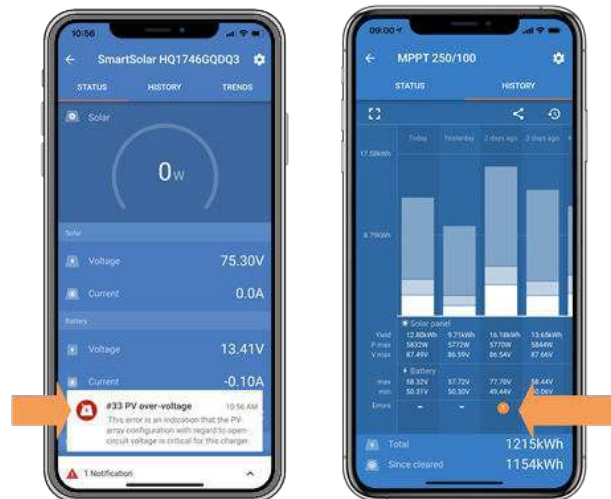 10:56
SmartSolar HQ1746GQDQ3
STATUS HISTORY TRENDS
Solar
0W
Solar
Voltage 75.30V
Current 0.0A
Battery
Voltage 13.41V
Current -0.10A
#33 PV over-voltage 10:56 AM
This error is an indication that the PV-
array configuration with regard to open-
circuit voltage is critical for this charger.
1 Notification
09:00
MPPT 250/100
STATUS HISTORY
Today Yesterday 2 days ago 3 days ago
17.58kWh
8.79kWh
Solar panel
Yield 12.80kWh 9.71kWh 16.18kWh 13.65kWh
P max 5832W 5772W 5770W 5844W
V max 87.49V 86.59V 86.54V 87.66V
Battery
max 58.32V 57.72V 77.70V 58.44V
min 50.31V 50.30V 49.44V 50.06V
Errors - - 1
Total 1215kWh
Since cleared 1154kWh